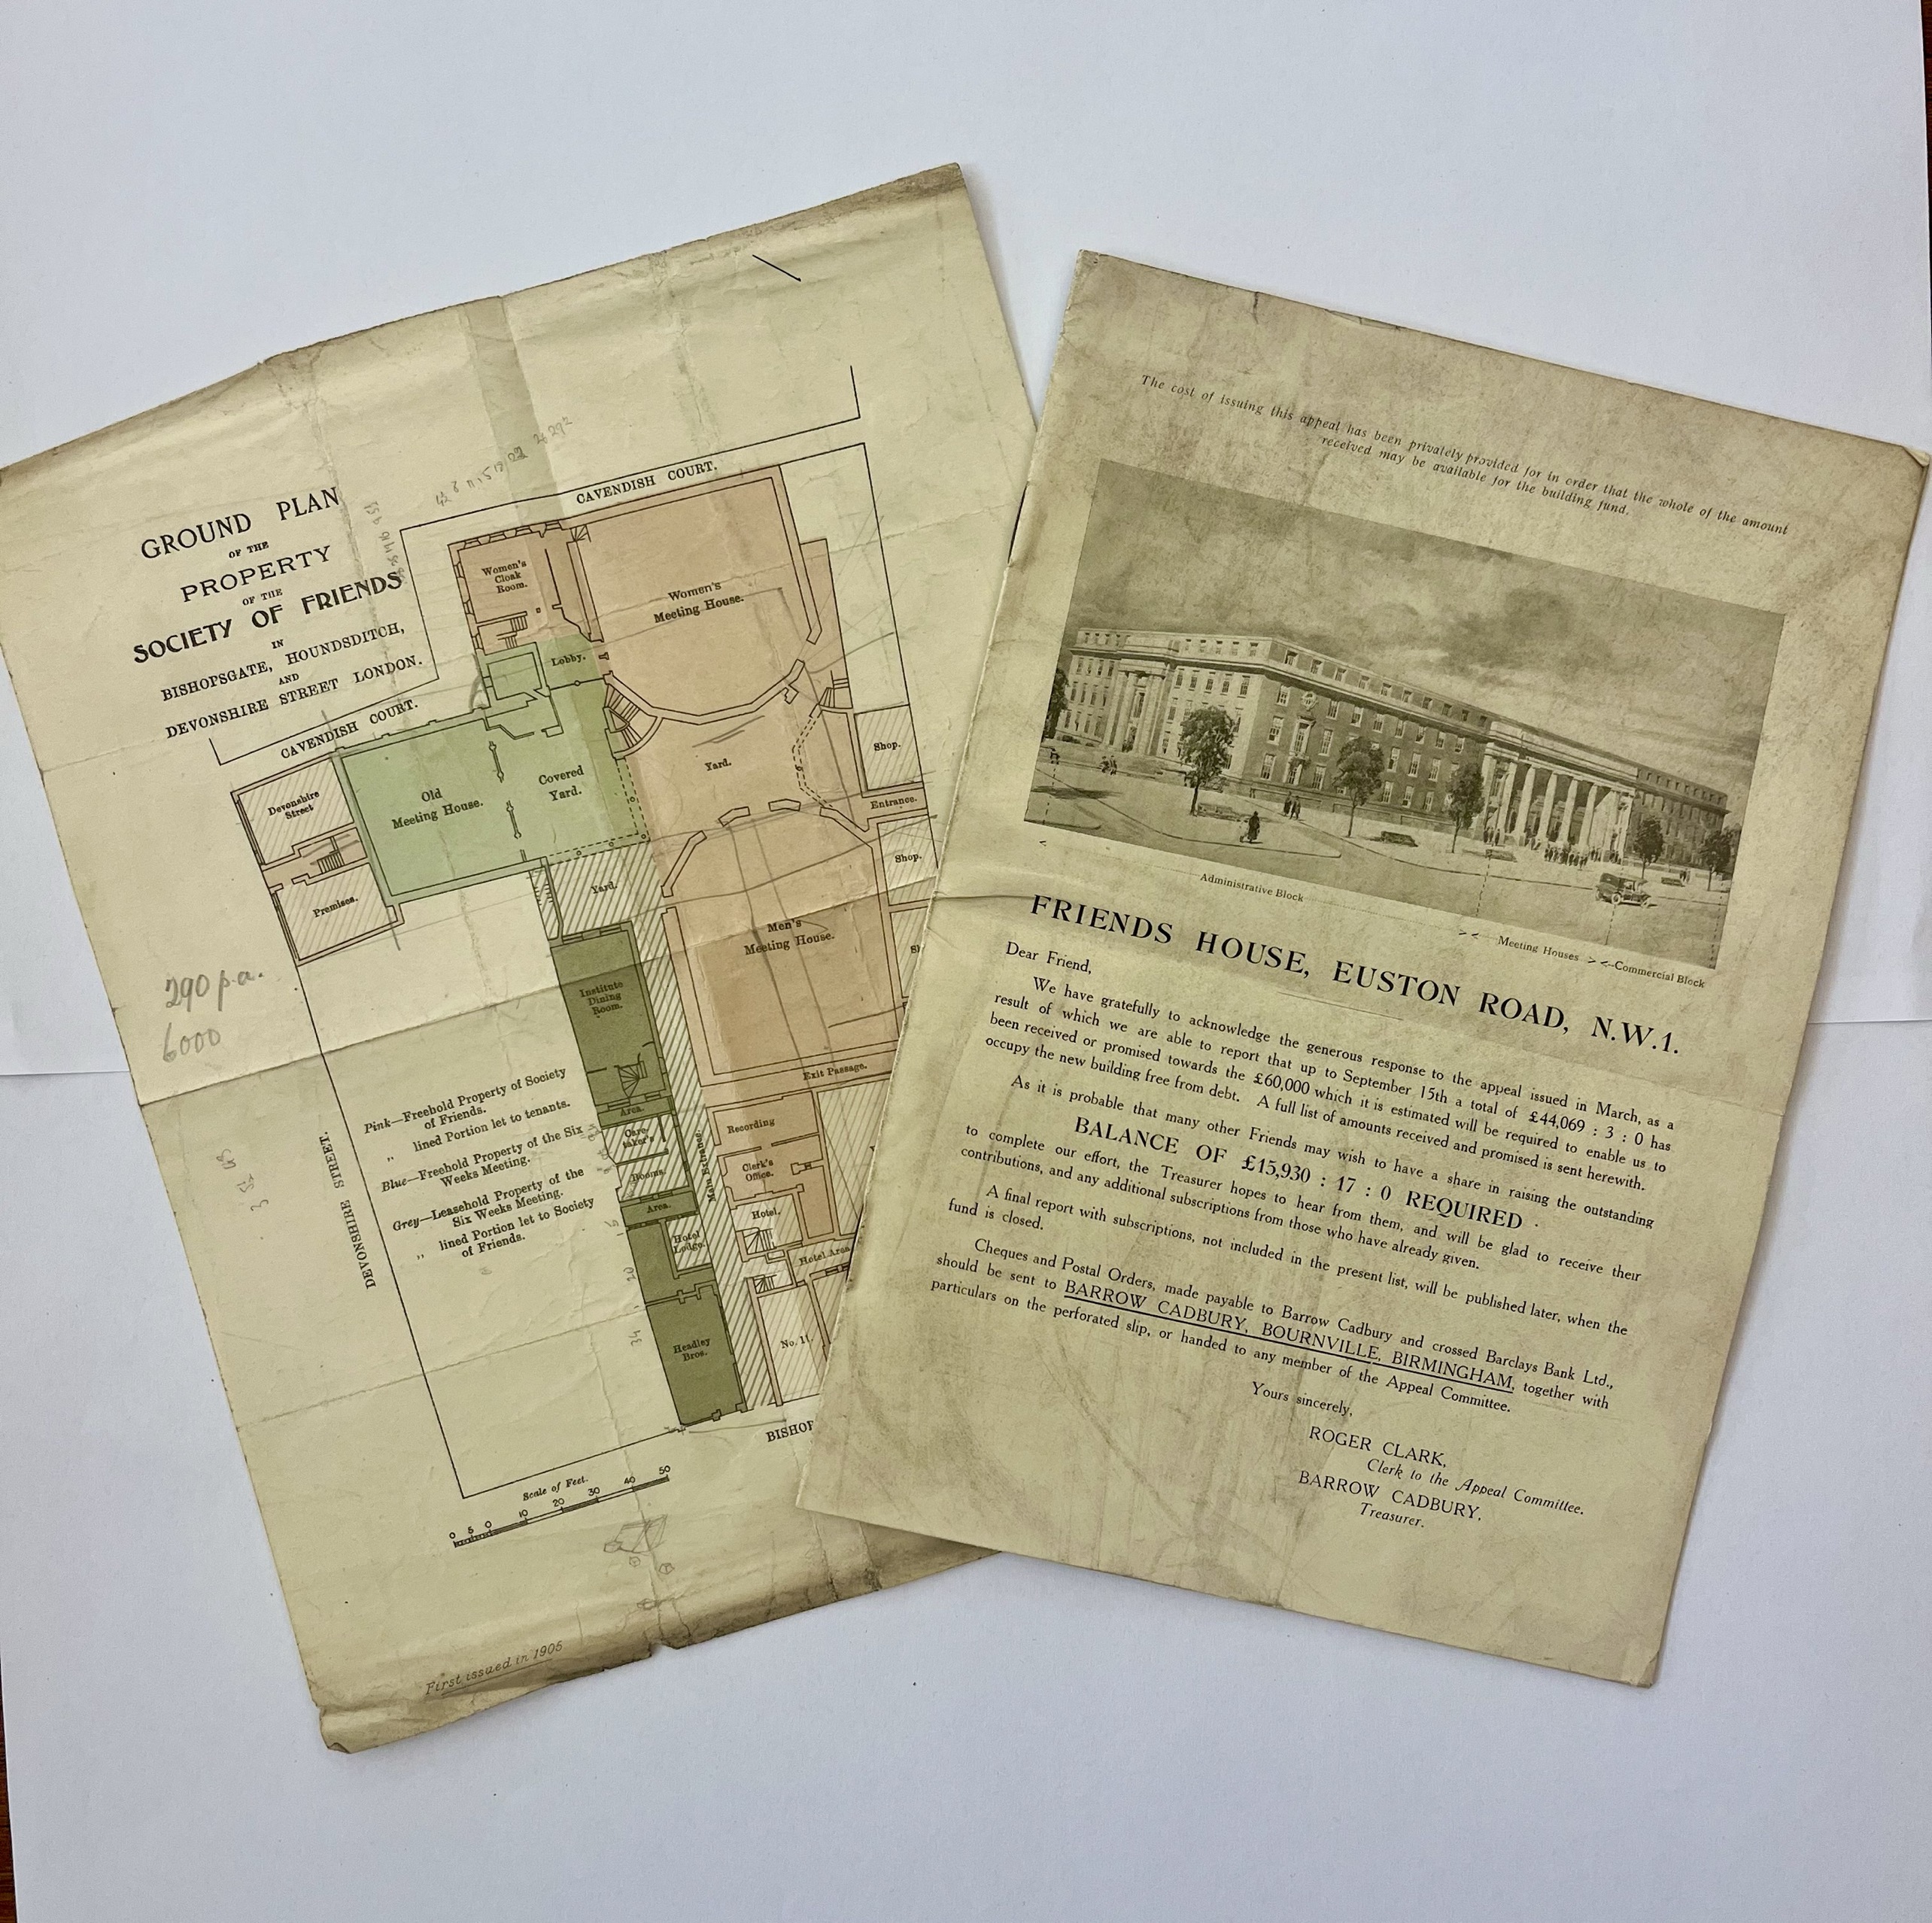 GROUND PLAN
OF THE
PROPERTY
OF THE
SOCIETY OF FRIENDS
IN
BISHOPSGATE, HOUNDSDITCH,
AND
DEVONSHIRE STREET LONDON.
CAVENDISH COURT.
CAVENDISH COURT.
Women's
Cloak
Room.
Women's
Meeting House.
Lobby.
Old
Meeting House.
Covered
Yard.
Yard.
Shop.
Entrance.
Shop.
Devonshire
Street
Premises.
Yard.
Men's
Meeting House.
Sh
Institute
Dining
Room.
Exit Passage.
Area.
Care-
taker's
Rooms.
Area.
Main Entrance.
Recording
Clerk's
Office.
Hotel.
Hotel
Lodge.
Hotel Area
Headley
Bros.
No. 11.
BISHOP
DEVONSHIRE STREET.
290 p.a.
6000
Pink—Freehold Property of Society
of Friends.
„ lined Portion let to tenants.
Blue—Freehold Property of the Six
Weeks Meeting.
Grey—Leasehold Property of the
Six Weeks Meeting.
„ lined Portion let to Society
of Friends.
Scale of Feet.
0 5 0 10 20 30 40 50
First issued in 1905
The cost of issuing this appeal has been privately provided for in order that the whole of the amount
received may be available for the building fund.
Administrative Block
> < Meeting Houses > <--Commercial Block
FRIENDS HOUSE, EUSTON ROAD, N.W.1.
Dear Friend,
We have gratefully to acknowledge the generous response to the appeal issued in March, as a
result of which we are able to report that up to September 15th a total of £44,069 : 3 : 0 has
been received or promised towards the £60,000 which it is estimated will be required to enable us to
occupy the new building free from debt. A full list of amounts received and promised is sent herewith.
As it is probable that many other Friends may wish to have a share in raising the outstanding
BALANCE OF £15,930 : 17 : 0 REQUIRED
to complete our effort, the Treasurer hopes to hear from them, and will be glad to receive their
contributions, and any additional subscriptions from those who have already given.
A final report with subscriptions, not included in the present list, will be published later, when the
fund is closed.
Cheques and Postal Orders, made payable to Barrow Cadbury and crossed Barclays Bank Ltd.,
should be sent to BARROW CADBURY, BOURNVILLE, BIRMINGHAM, together with
particulars on the perforated slip, or handed to any member of the Appeal Committee.
Yours sincerely,
ROGER CLARK,
Clerk to the Appeal Committee.
BARROW CADBURY,
Treasurer.